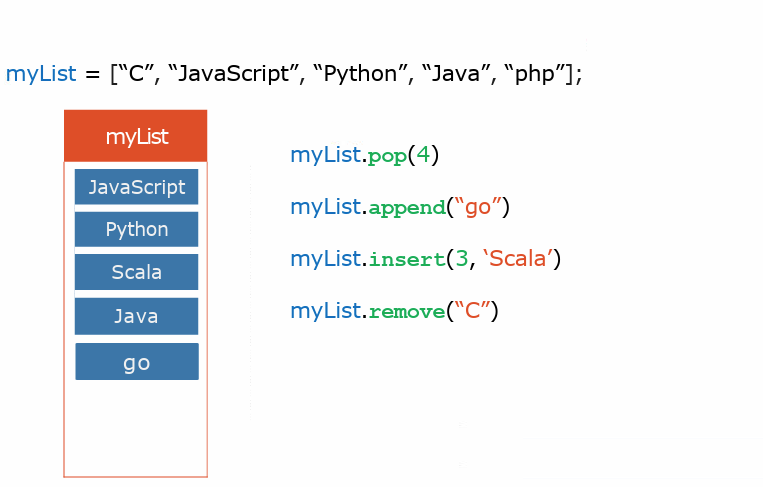 myList = [“C”, “JavaScript”, “Python”, “Java”, “php”];
myList
JavaScript
Python
Scala
Java
go
myList.pop(4)
myList.append(“go”)
myList.insert(3, ‘Scala’)
myList.remove(“C”)